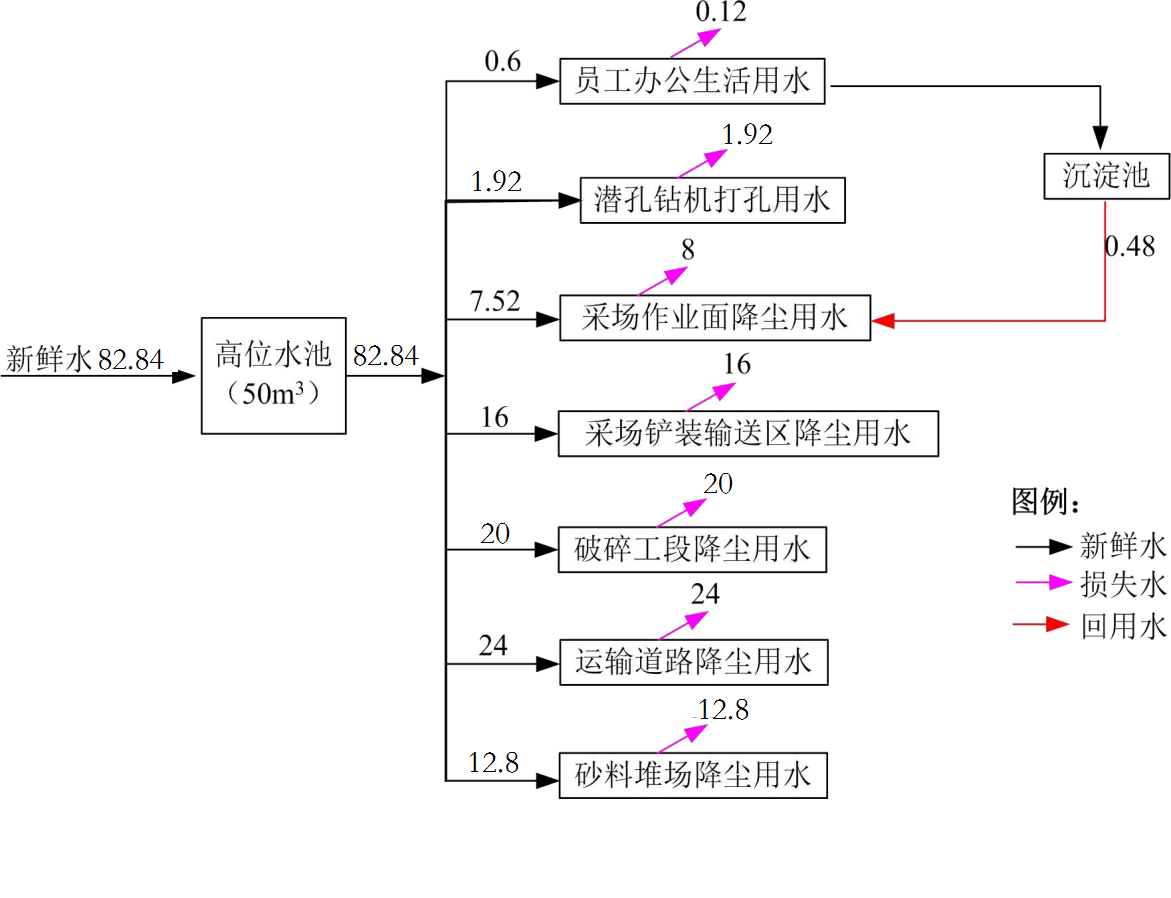 0.12
0.6
员工办公生活用水
1.92
1.92
潜孔钻机打孔用水
沉淀池
0.48
8
7.52
采场作业面降尘用水
新鲜水 82.84
高位水池
（50m³）
82.84
16
16
采场铲装输送区降尘用水
20
20
破碎工段降尘用水
24
24
运输道路降尘用水
12.8
12.8
砂料堆场降尘用水
图例：
新鲜水
损失水
回用水